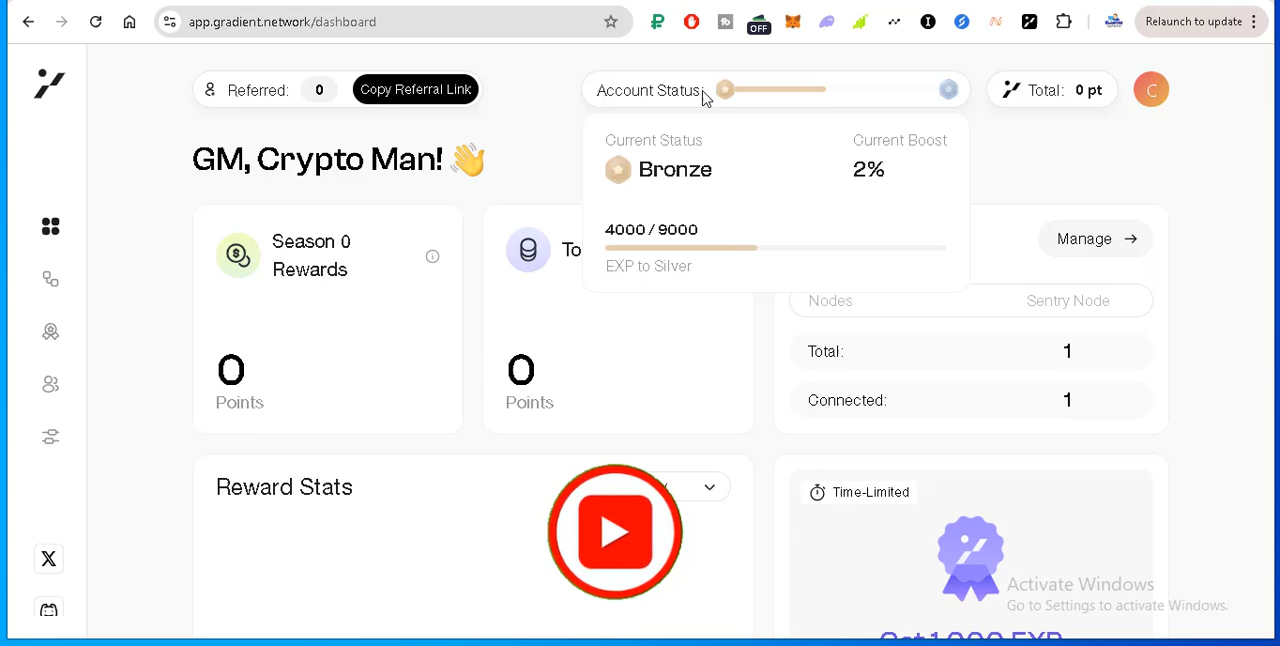 app.gradient.network/dashboard
OFF
Relaunch to update
Referred: 0 Copy Referral Link
Account Status:
Total: 0 pt
C
GM, Crypto Man! 👋
Current Status
Current Boost
Bronze
2%
4000 / 9000
EXP to Silver
Season 0
Rewards
0
Points
To
0
Points
Manage →
Nodes Sentry Node
Total: 1
Connected: 1
Reward Stats
Time-Limited
Activate Windows
Go to Settings to activate Windows.
X